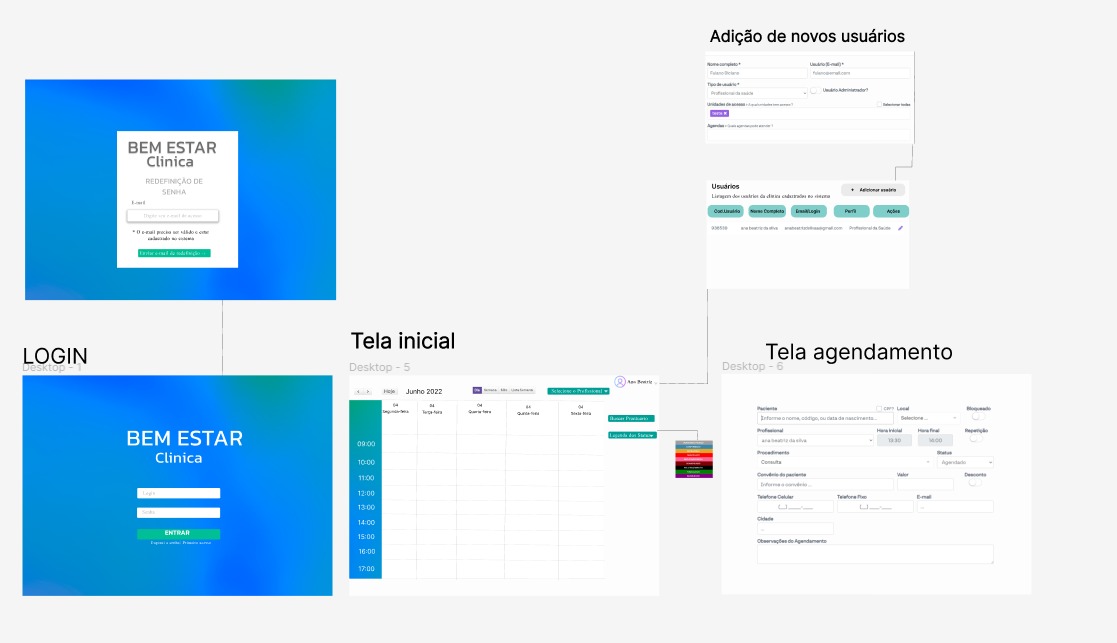 Adição de novos usuários
Nome completo *
Usuário (E-mail) *
Fulano Beltano
fulano@email.com
Tipo de usuário *
Profissional da saúde
Usuário Administrador?
Unidades de acesso
Selecionar todas
Agendas
BEM ESTAR
Clinica
REDEFINIÇÃO DE
SENHA
E-mail
Digite seu e-mail de acesso
* O e-mail precisa ser válido e estar
cadastrado no sistema
Enviar e-mail de redefinição
Usuários
+ Adicionar usuário
Listagem dos usuários da clínica cadastrados no sistema
Cod.Usuário
Nome Completo
Email/Login
Perfil
Ações
ana beatriz da silva
Profissional da Saúde
LOGIN
Desktop - 1
BEM ESTAR
Clinica
Login
Senha
ENTRAR
Esqueci a senha! Primeiro acesso
Tela inicial
Desktop - 5
< >
Hoje
Junho 2022
Dia
Semana
Mês
Lista Semana
Selecione o Profissional
Ana Beatriz ...
04
Segunda-feira
04
Terça-feira
04
Quarta-feira
04
Quinta-feira
04
Sexta-feira
Buscar Prontuário
Legenda dos Status
09:00
10:00
11:00
12:00
13:00
14:00
15:00
16:00
17:00
Tela agendamento
Desktop - 6
Paciente
CPF?
Local
Bloqueado
Informe o nome, código, ou data de nascimento...
Selecione...
Profissional
Hora Inicial
Hora final
Repetição
ana beatriz da silva
13:30
14:00
Procedimento
Status
Consulta
Agendado
Convênio do paciente
Valor
Desconto
Informe o convênio ...
Telefone Celular
Telefone Fixo
E-mail
(__) ____-____
(__) ____-____
...
Cidade
...
Observações do Agendamento